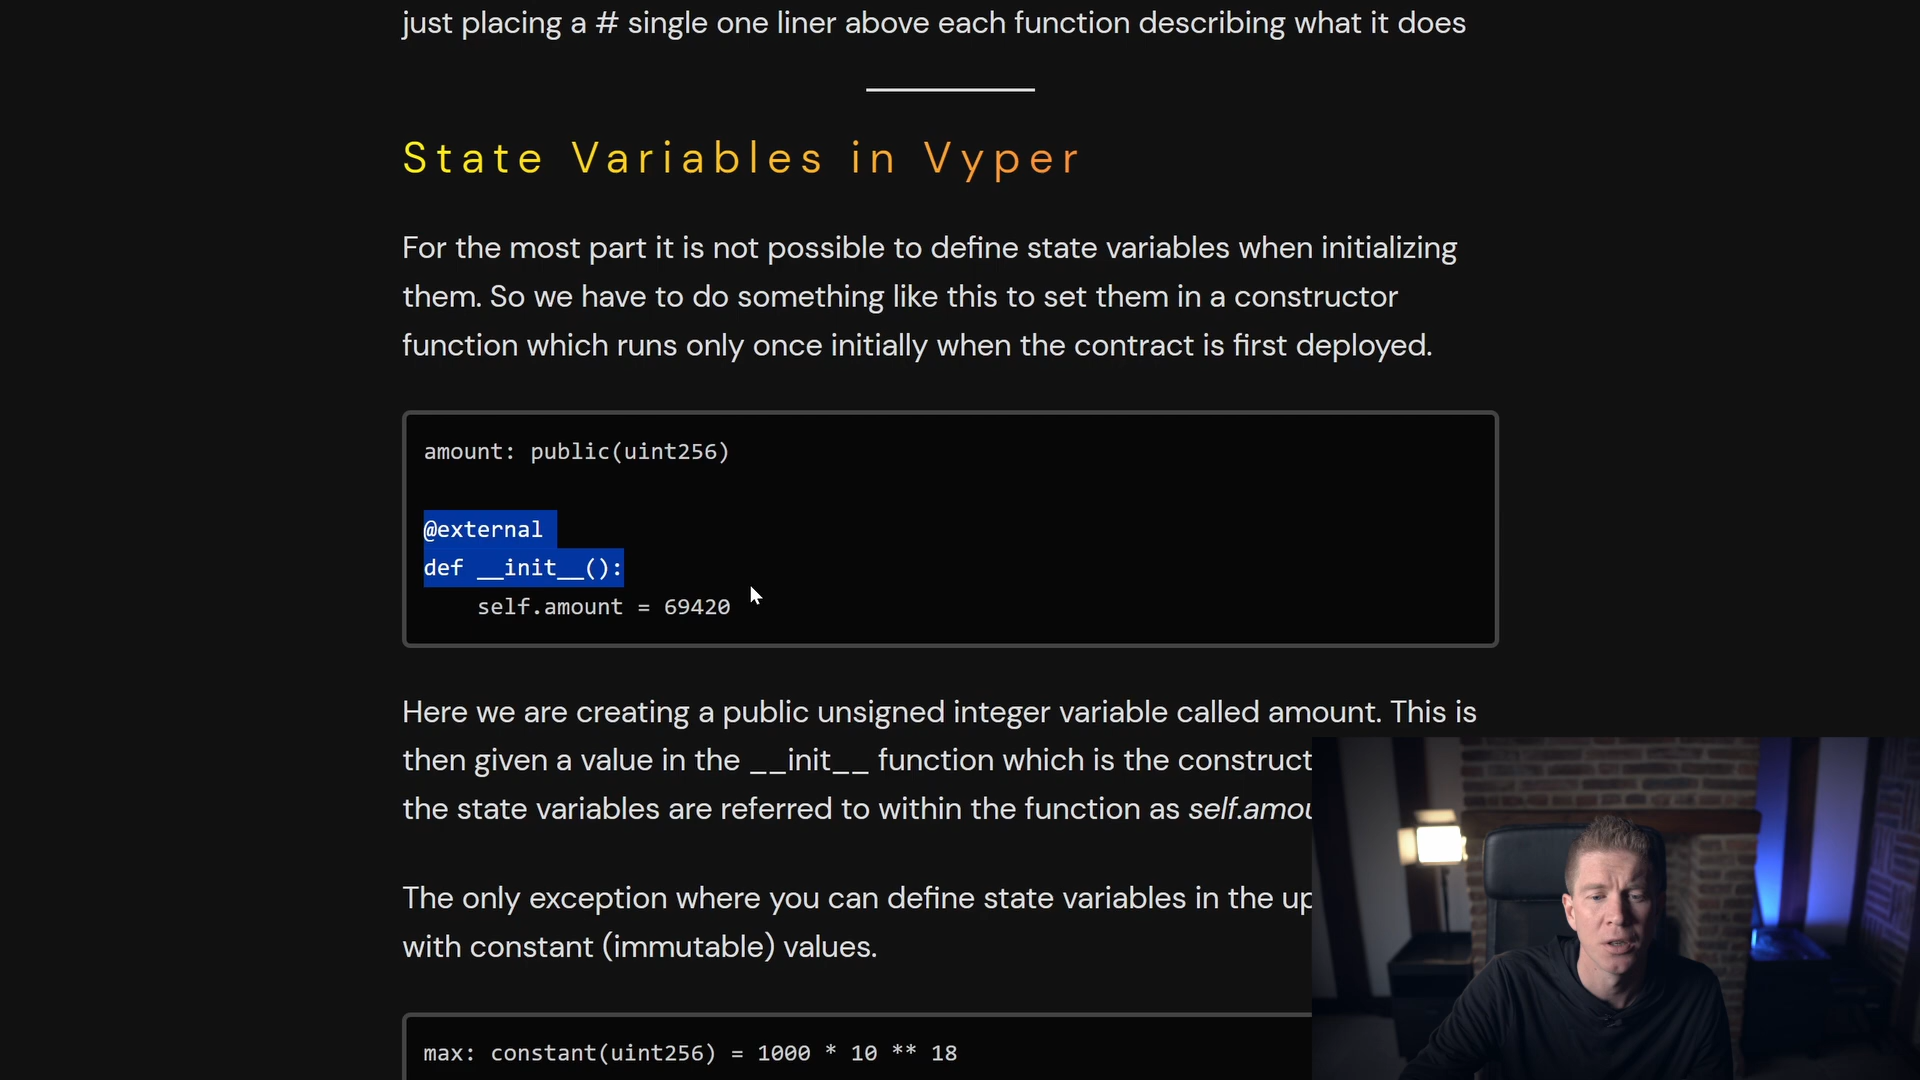 just placing a # single one liner above each function describing what it does
State Variables in Vyper
For the most part it is not possible to define state variables when initializing
them. So we have to do something like this to set them in a constructor
function which runs only once initially when the contract is first deployed.
amount: public(uint256)
@external
def __init__():
self.amount = 69420
Here we are creating a public unsigned integer variable called amount. This is
then given a value in the __init__ function which is the construct
the state variables are referred to within the function as self.amou
The only exception where you can define state variables in the up
with constant (immutable) values.
max: constant(uint256) = 1000 * 10 ** 18